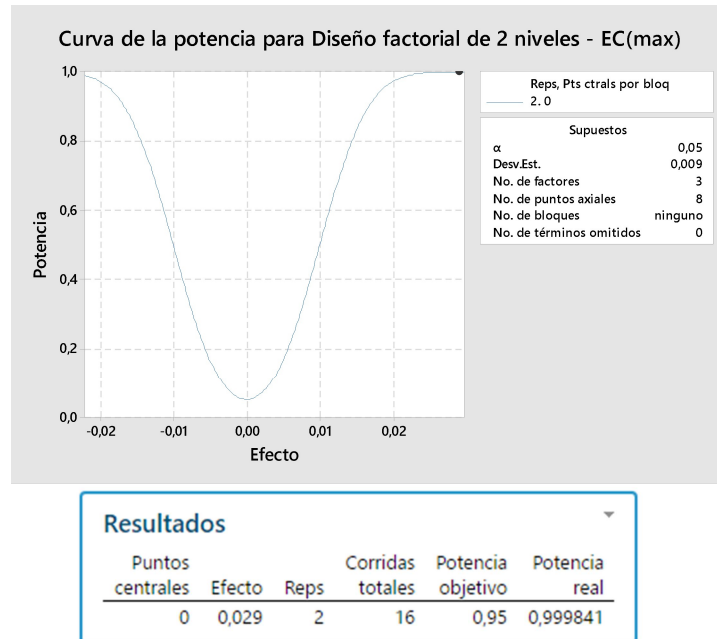 Curva de la potencia para Diseño factorial de 2 niveles - EC(max)
1,0
0,8
0,6
0,4
0,2
0,0
Potencia
-0,02 -0,01 0,00 0,01 0,02
Efecto
Reps, Pts ctrals por bloq
2. 0
Supuestos
α 0,05
Desv.Est. 0,009
No. de factores 3
No. de puntos axiales 8
No. de bloques ninguno
No. de términos omitidos 0
Resultados
Puntos Corridas Potencia Potencia
centrales Efecto Reps totales objetivo real
0 0,029 2 16 0,95 0,999841